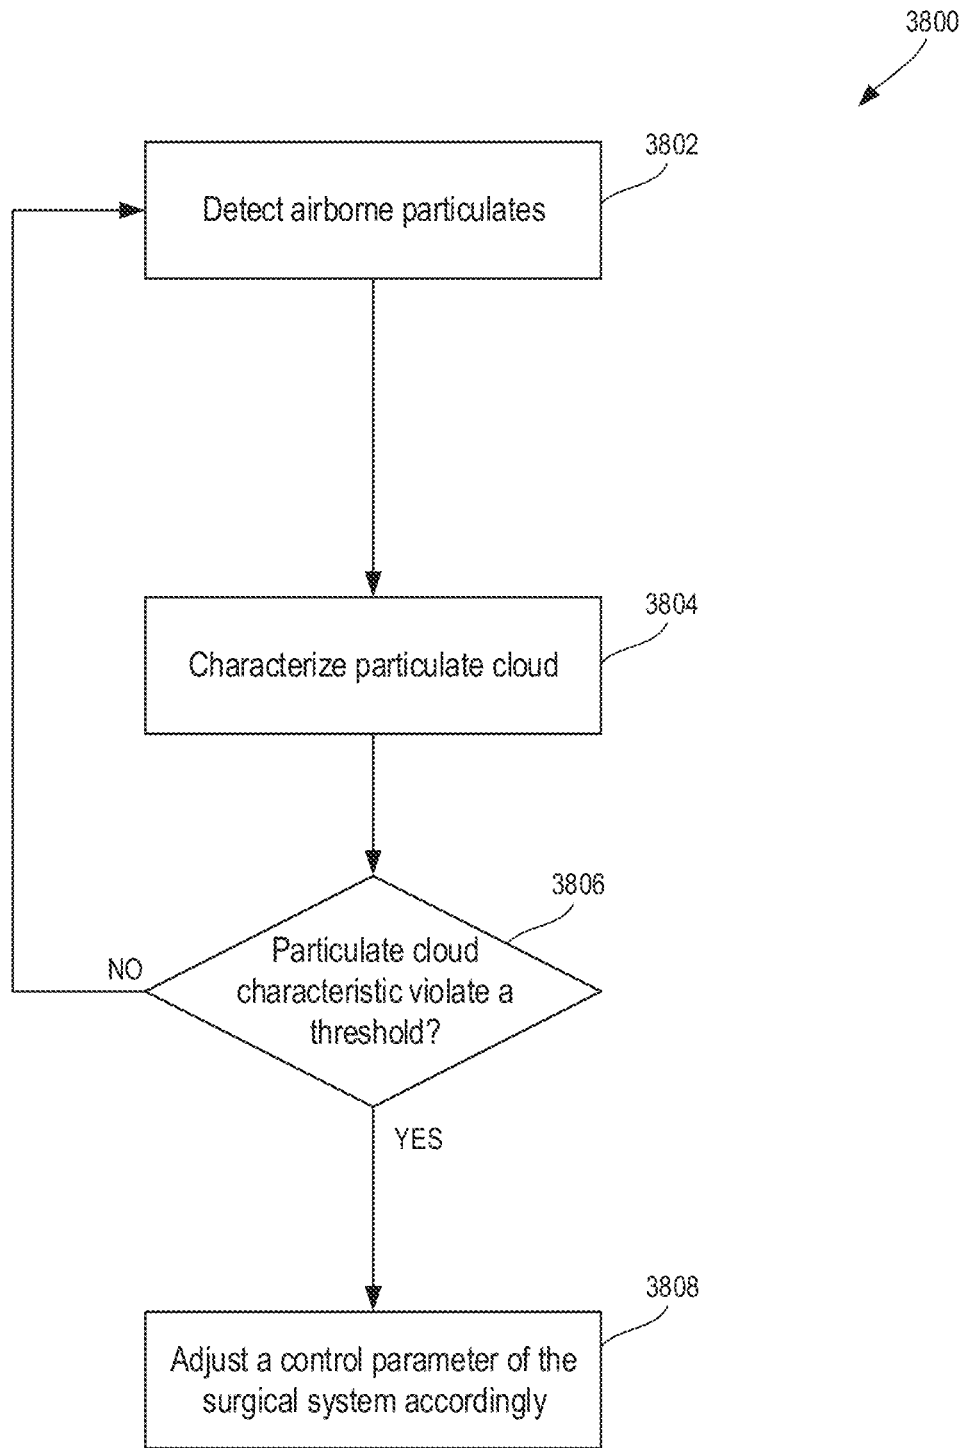 3800
3802
Detect airborne particulates
3804
Characterize particulate cloud
3806
Particulate cloud
characteristic violate a
threshold?
NO
YES
3808
Adjust a control parameter of the
surgical system accordingly